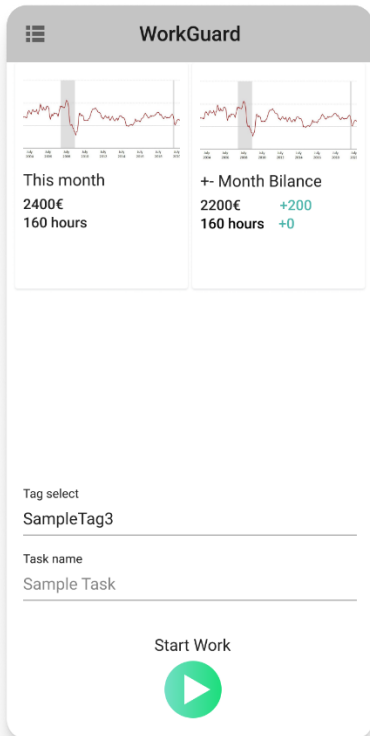 WorkGuard
This month
2400€
160 hours
+- Month Bilance
2200€ +200
160 hours +0
Tag select
SampleTag3
Task name
Sample Task
Start Work